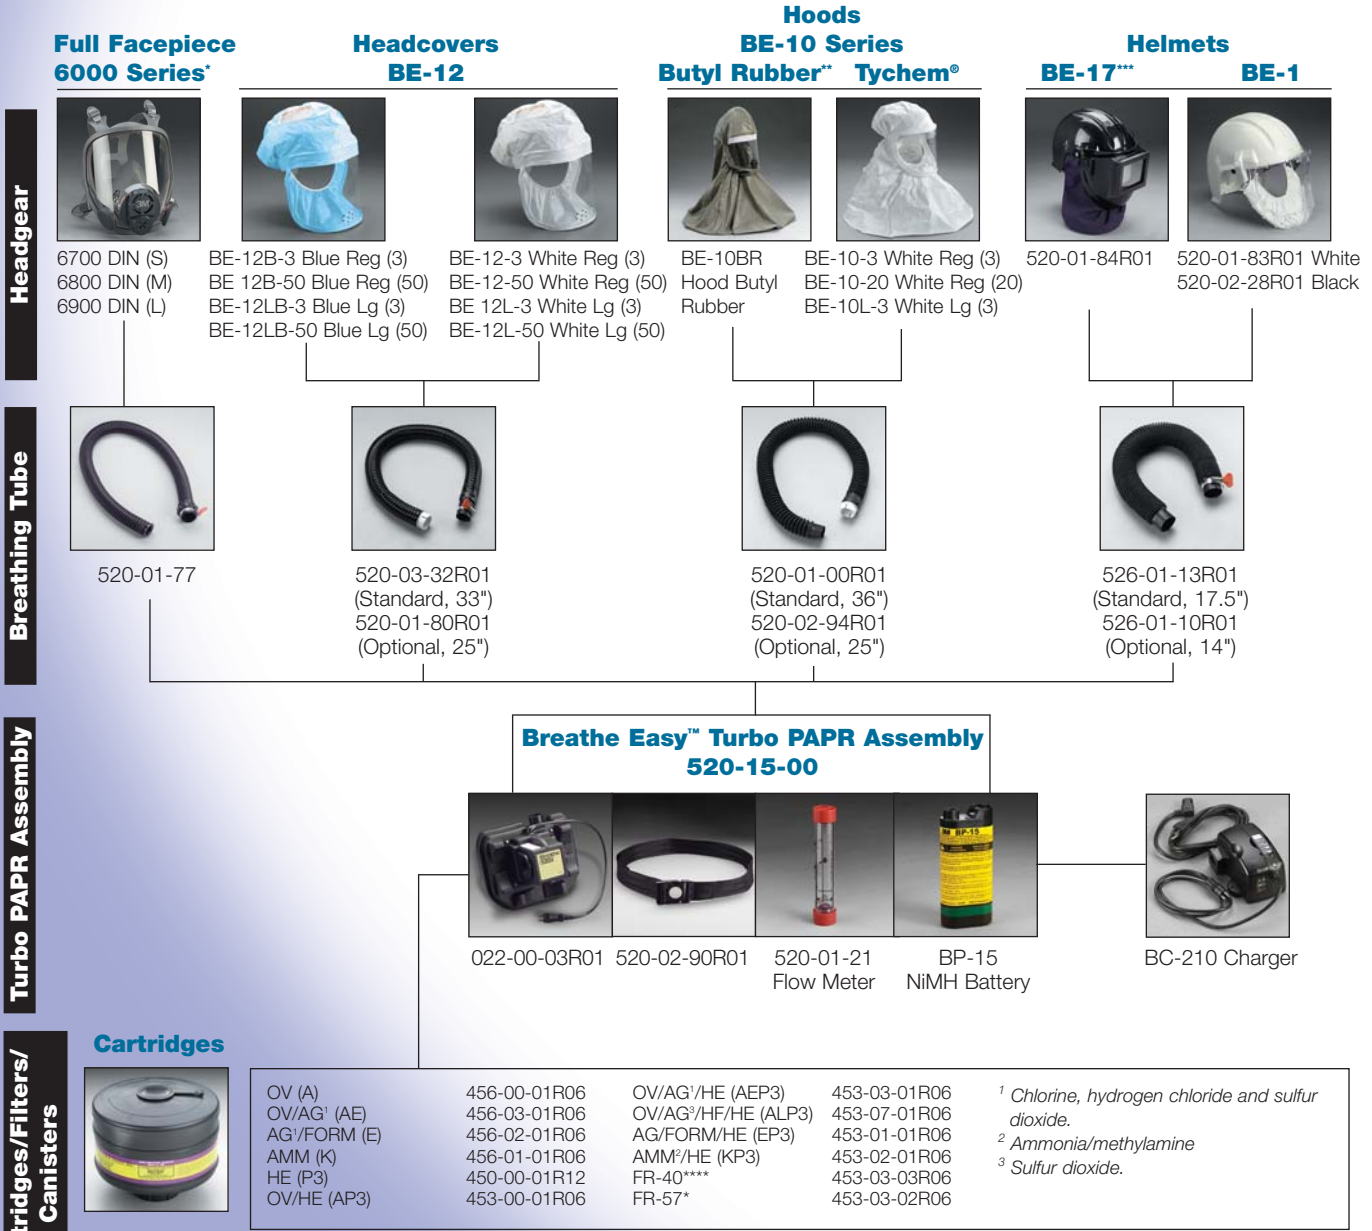 Hoods
Full Facepiece
6000 Series*
Headcovers
BE-12
BE-10 Series
Butyl Rubber** Tychem®
Helmets
BE-17*** BE-1
Headgear
6700 DIN (S)
6800 DIN (M)
6900 DIN (L)
BE-12B-3 Blue Reg (3)
BE 12B-50 Blue Reg (50)
BE-12LB-3 Blue Lg (3)
BE-12LB-50 Blue Lg (50)
BE-12-3 White Reg (3)
BE-12-50 White Reg (50)
BE 12L-3 White Lg (3)
BE-12L-50 White Lg (50)
BE-10BR
Hood Butyl
Rubber
BE-10-3 White Reg (3)
BE-10-20 White Reg (20)
BE-10L-3 White Lg (3)
520-01-84R01
520-01-83R01 White
520-02-28R01 Black
Breathing Tube
520-01-77
520-03-32R01
(Standard, 33")
520-01-80R01
(Optional, 25")
520-01-00R01
(Standard, 36")
520-02-94R01
(Optional, 25")
526-01-13R01
(Standard, 17.5")
526-01-10R01
(Optional, 14")
Turbo PAPR Assembly
Breathe Easy™ Turbo PAPR Assembly
520-15-00
BP-15
022-00-03R01
520-02-90R01
520-01-21
Flow Meter
BP-15
NiMH Battery
BC-210 Charger
tridges/Filters/
Canisters
Cartridges
OV (A) 456-00-01R06
OV/AG¹ (AE) 456-03-01R06
AG¹/FORM (E) 456-02-01R06
AMM (K) 456-01-01R06
HE (P3) 450-00-01R12
OV/HE (AP3) 453-00-01R06
OV/AG¹/HE (AEP3) 453-03-01R06
OV/AG³/HF/HE (ALP3) 453-07-01R06
AG/FORM/HE (EP3) 453-01-01R06
AMM²/HE (KP3) 453-02-01R06
FR-40**** 453-03-03R06
FR-57* 453-03-02R06
¹ Chlorine, hydrogen chloride and sulfur
dioxide.
² Ammonia/methylamine
³ Sulfur dioxide.